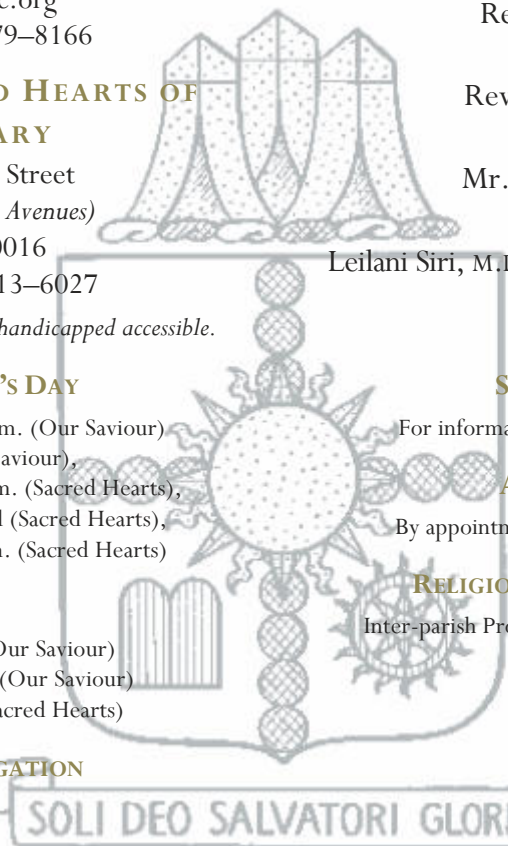 c.org
79–8166
D HEARTS OF
ARY
Street
Avenues)
0016
13–6027
handicapped accessible.
'S DAY
m. (Our Saviour)
aviour),
m. (Sacred Hearts),
l (Sacred Hearts),
m. (Sacred Hearts)
Our Saviour)
(Our Saviour)
acred Hearts)
GATION
Re
Rev
Mr.
Leilani Siri, M.D
S
For informa
A
By appointm
RELIGIO
Inter-parish Pro
SOLI DEO SALVATORI GLORI